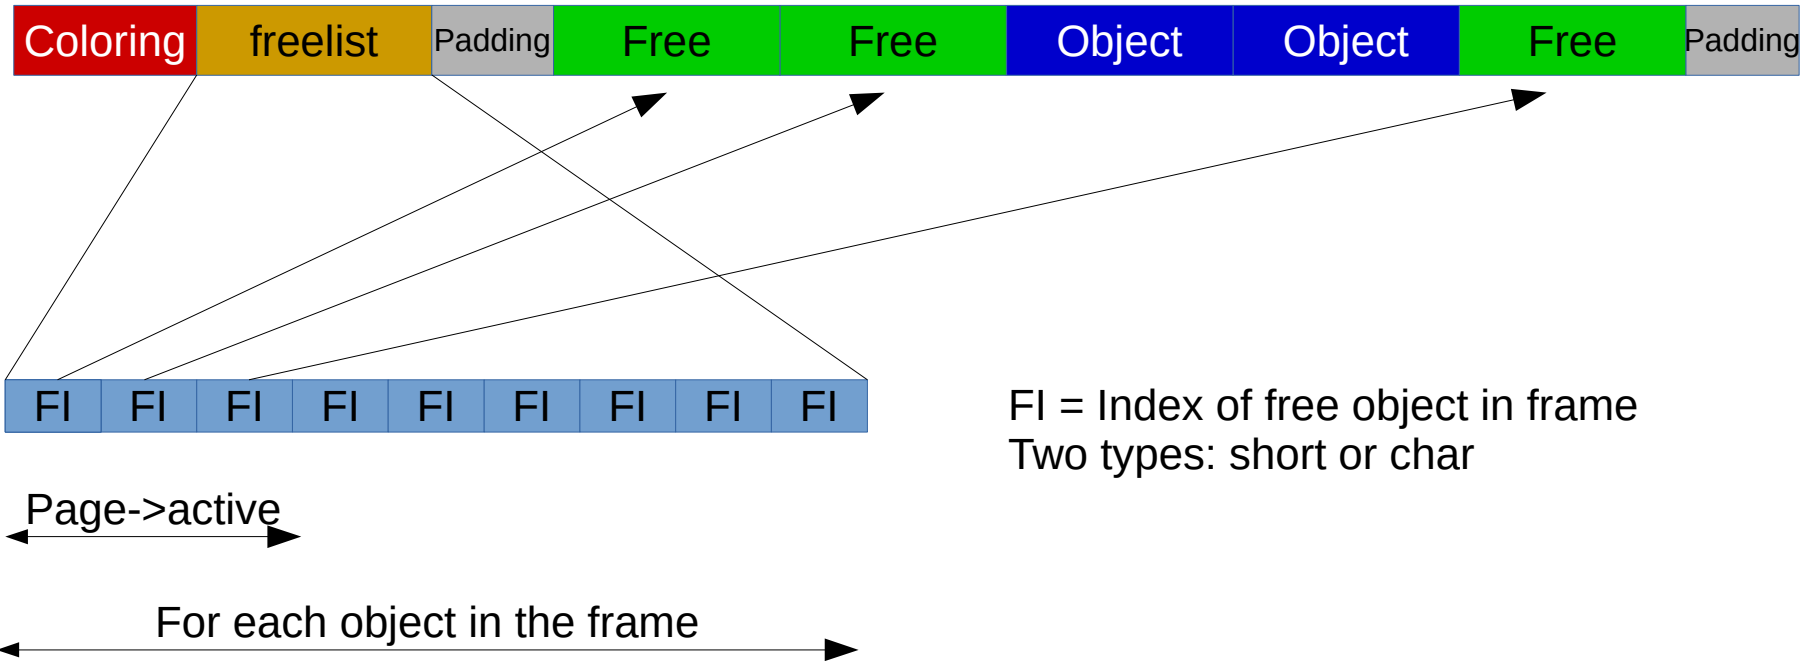 Coloring freelist Padding Free Free Object Object Free Padding
FI FI FI FI FI FI FI FI FI
FI = Index of free object in frame
Two types: short or char
Page->active
For each object in the frame